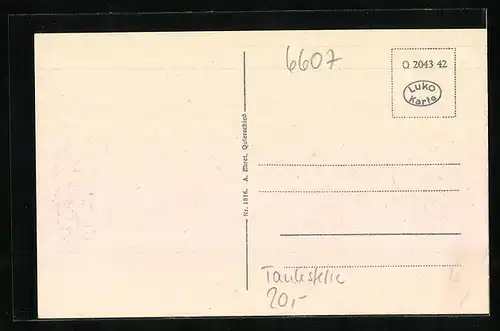 6607
Q 2043 42
Luko
Karte
Nr. 1816. A. Ehret, Quierschied
Tankstelle
20,-